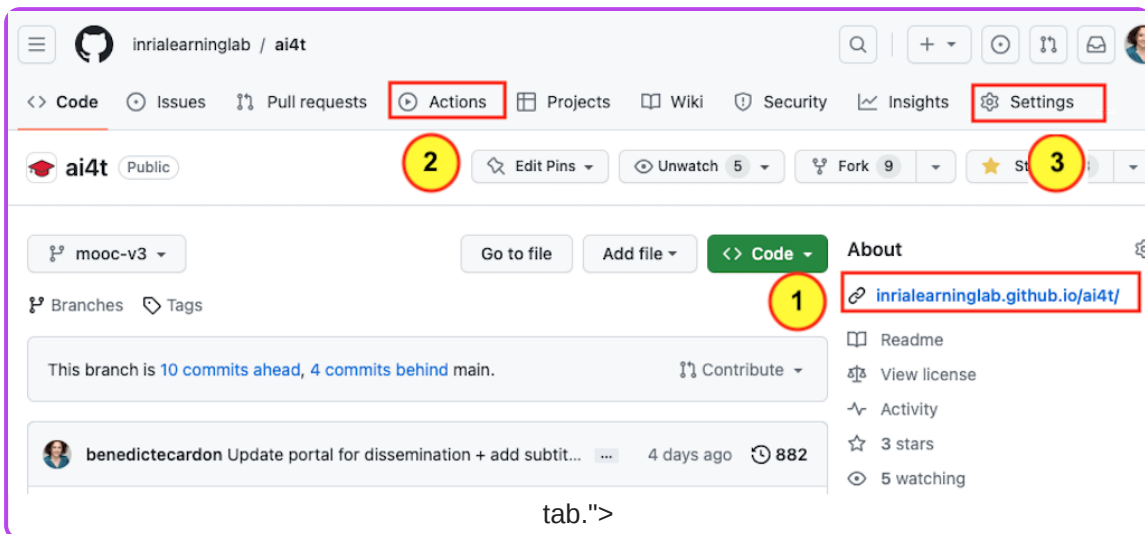 inrialearninglab / ai4t
Code Issues Pull requests Actions Projects Wiki Security Insights Settings
ai4t Public 2 Edit Pins Unwatch 5 Fork 9 3
mooc-v3 Go to file Add file Code About
1 inrialearninglab.github.io/ai4t/
Branches Tags
Readme
This branch is 10 commits ahead, 4 commits behind main. Contribute
View license
Activity
3 stars
benedictecardon Update portal for dissemination + add subtit... ... 4 days ago 882
5 watching
tab.">